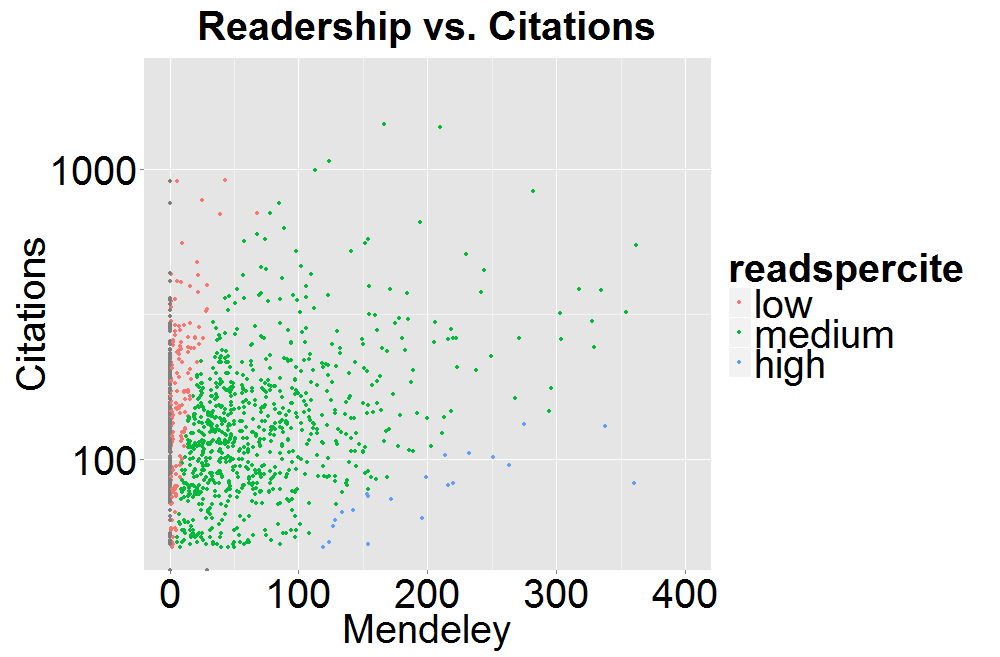 Readership vs. Citations
1000
100
Citations
0 100 200 300 400
Mendeley
readspercite
low
medium
high